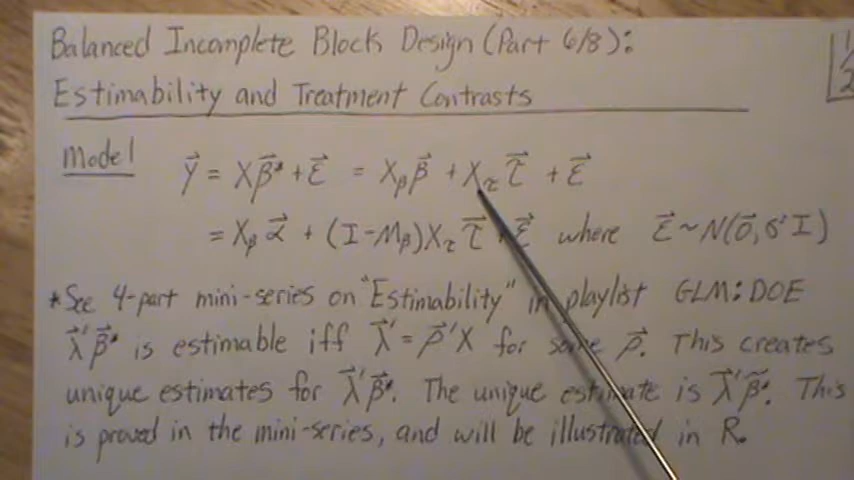 Balanced Incomplete Block Design (Part 6/8):
Estimability and Treatment Contrasts
Model Y⃗ = Xβ⃗* + ε⃗ = X_β β⃗ + X_τ τ⃗ + ε⃗
= X_β α⃗ + (I-M_β)X_τ τ⃗ + ε⃗ where ε⃗ ~ N(0⃗, σ² I)
*See 4-part mini-series on "Estimability" in playlist GLM: DOE
λ⃗'β⃗* is estimable iff λ⃗' = ρ⃗'X for some ρ⃗. This creates
unique estimates for λ⃗'β⃗*. The unique estimate is λ⃗'β̃*. This
is proved in the mini-series, and will be illustrated in R.